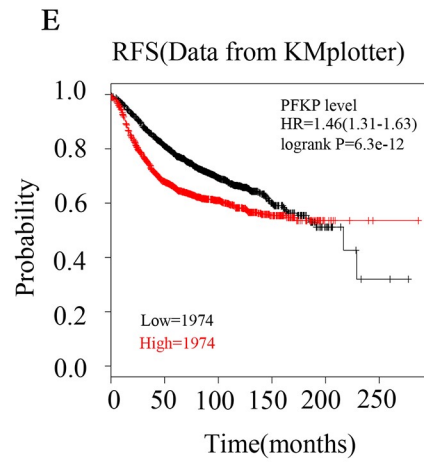 E
RFS(Data from KMplotter)
PFKP level
HR=1.46(1.31-1.63)
logrank P=6.3e-12
Probability
1.0
0.8
0.6
0.4
0.2
0.0
Low=1974
High=1974
0 50 100 150 200 250
Time(months)